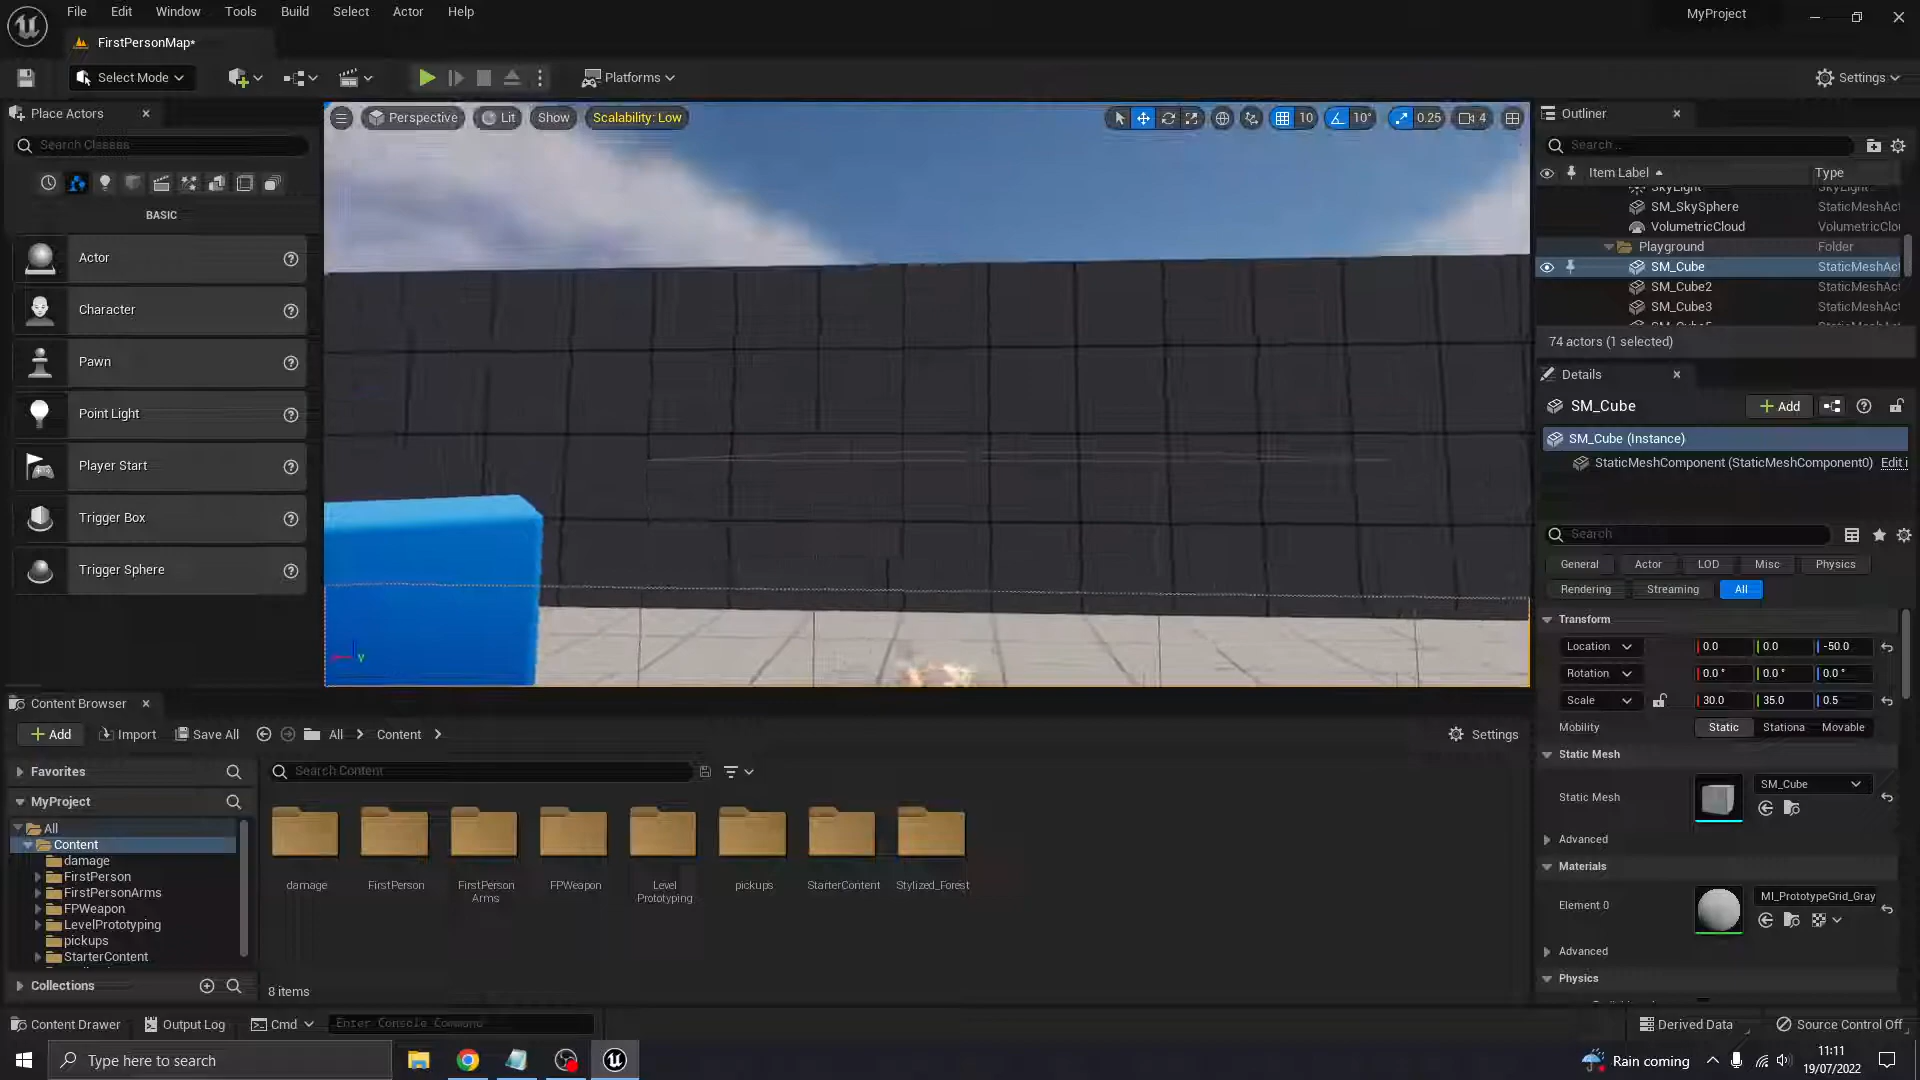 File Edit Window Tools Build Select Actor Help
MyProject
FirstPersonMap*
Select Mode
Platforms
Settings
Place Actors
Search Classes
BASIC
Actor
Character
Pawn
Point Light
Player Start
Trigger Box
Trigger Sphere
Perspective Lit Show Scalability: Low
10 10° 0.25 4
Y
Outliner
Search...
Item Label Type
SkyLight SkyLight
SM_SkySphere StaticMeshAct
VolumetricCloud VolumetricClou
Playground Folder
SM_Cube StaticMeshAct
SM_Cube2 StaticMeshAct
SM_Cube3 StaticMeshAct
74 actors (1 selected)
Details
SM_Cube
Add
SM_Cube (Instance)
StaticMeshComponent (StaticMeshComponent0) Edit i
Search
General Actor LOD Misc Physics
Rendering Streaming All
Transform
Location 0.0 0.0 -50.0
Rotation 0.0 ° 0.0 ° 0.0 °
Scale 30.0 35.0 0.5
Mobility Static Stationa Movable
Static Mesh
Static Mesh SM_Cube
Advanced
Materials
Element 0 MI_PrototypeGrid_Gray
Advanced
Physics
Content Browser
Add Import Save All All Content Settings
Favorites
Search Content
MyProject
All
Content
damage
FirstPerson
FirstPersonArms
FPWeapon
LevelPrototyping
pickups
StarterContent
Collections
damage
FirstPerson
FirstPerson
Arms
FPWeapon
Level
Prototyping
pickups
StarterContent
Stylized_Forest
8 items
Content Drawer Output Log Cmd Enter Console Command
Derived Data Source Control Off
Type here to search
Rain coming
11:11
19/07/2022